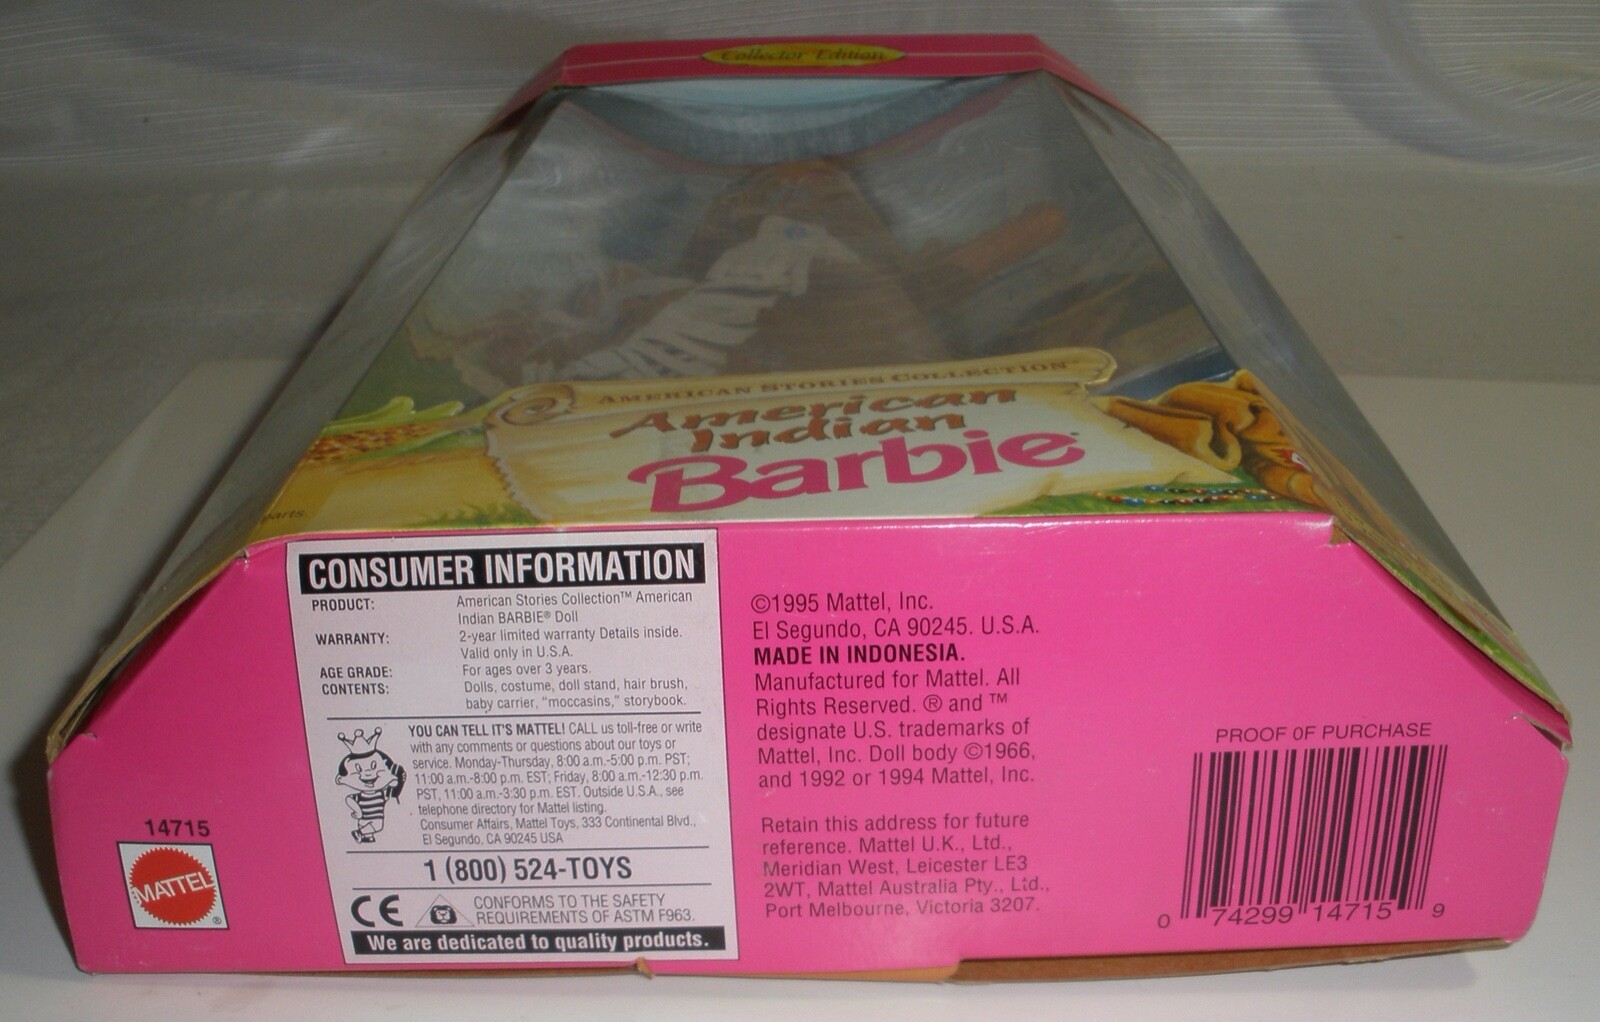 Collector Edition
AMERICAN STORIES COLLECTION™
American
Indian
Barbie
parts.
CONSUMER INFORMATION
PRODUCT: American Stories Collection™ American
Indian BARBIE® Doll
WARRANTY: 2-year limited warranty Details inside.
Valid only in U.S.A.
AGE GRADE: For ages over 3 years.
CONTENTS: Dolls, costume, doll stand, hair brush,
baby carrier, "moccasins," storybook.
YOU CAN TELL IT'S MATTEL! CALL us toll-free or write
with any comments or questions about our toys or
service. Monday-Thursday, 8:00 a.m.-5:00 p.m. PST;
11:00 a.m.-8:00 p.m. EST; Friday, 8:00 a.m.-12:30 p.m.
PST, 11:00 a.m.-3:30 p.m. EST. Outside U.S.A., see
telephone directory for Mattel listing.
Consumer Affairs, Mattel Toys, 333 Continental Blvd.,
El Segundo, CA 90245 USA
1 (800) 524-TOYS
CE
CONFORMS TO THE SAFETY
REQUIREMENTS OF ASTM F963.
We are dedicated to quality products.
14715
MATTEL®
©1995 Mattel, Inc.
El Segundo, CA 90245. U.S.A.
MADE IN INDONESIA.
Manufactured for Mattel. All
Rights Reserved. ® and ™
designate U.S. trademarks of
Mattel, Inc. Doll body ©1966,
and 1992 or 1994 Mattel, Inc.
Retain this address for future
reference. Mattel U.K., Ltd.,
Meridian West, Leicester LE3
2WT, Mattel Australia Pty., Ltd.,
Port Melbourne, Victoria 3207.
PROOF OF PURCHASE
0 74299 14715 9